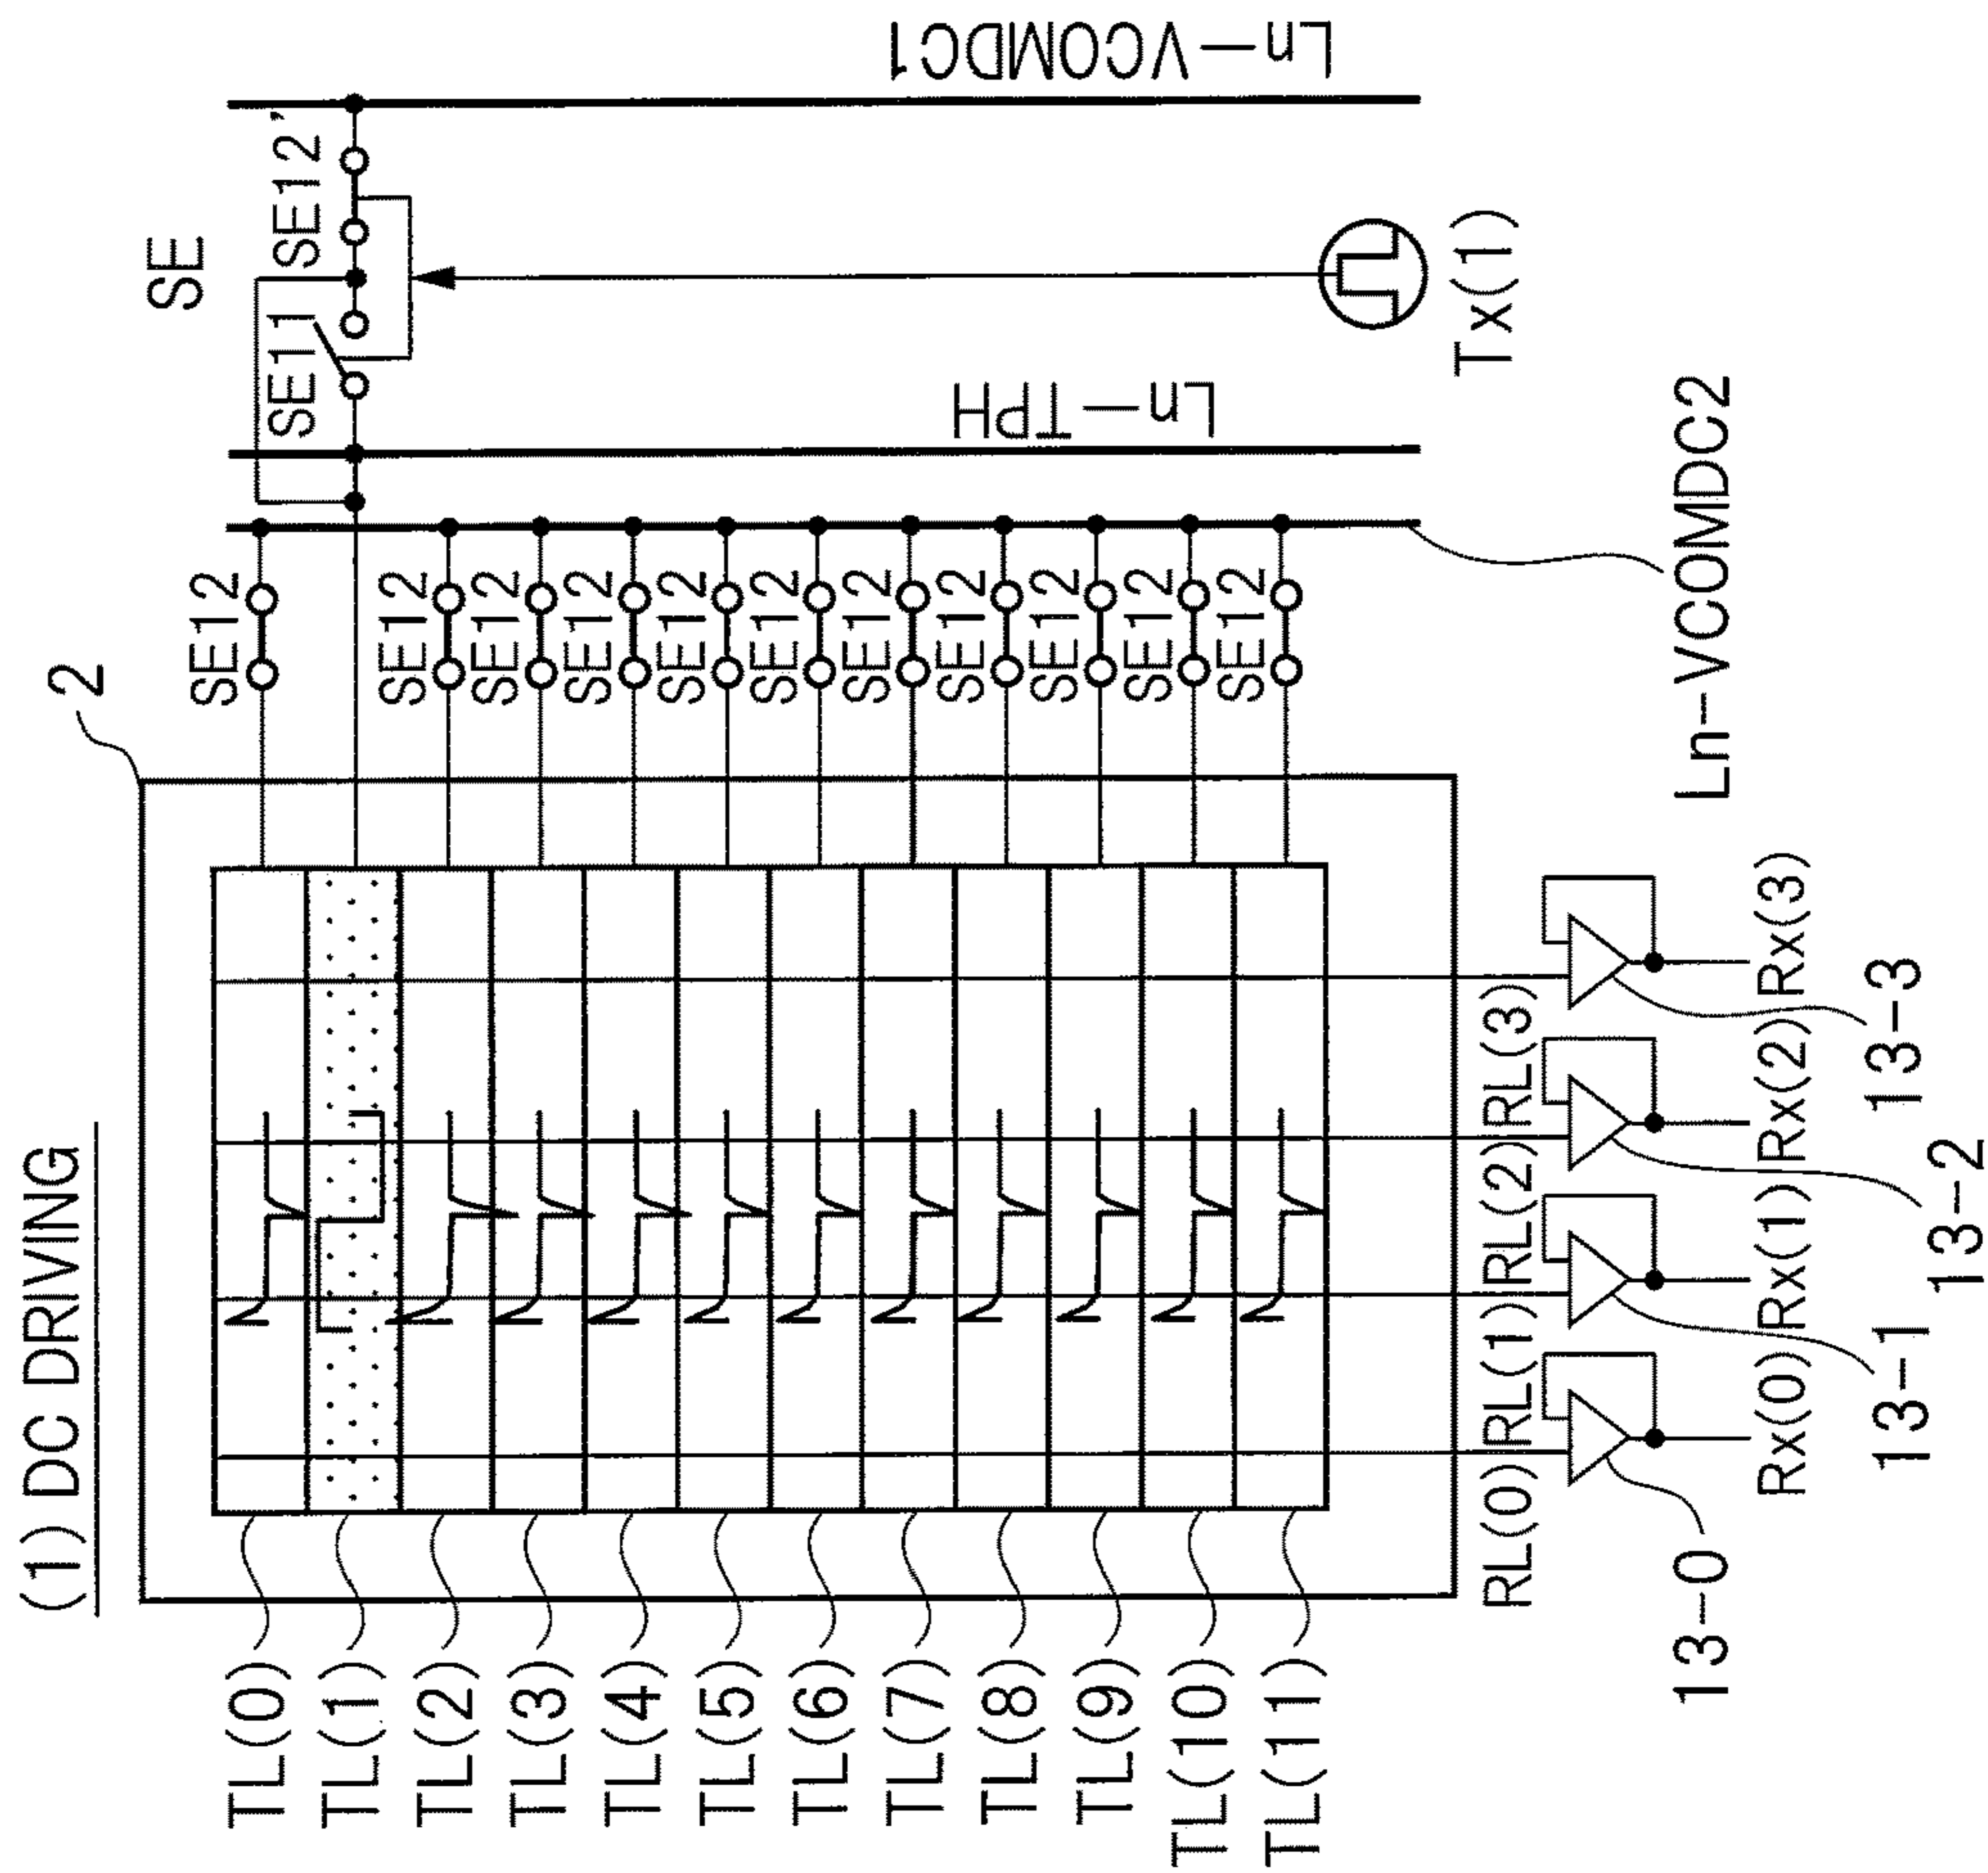 (1) DC DRIVING
2
SE
SE11
SE12'
SE12
SE12
SE12
SE12
SE12
SE12
SE12
SE12
SE12
SE12
SE12
Ln-TPH
Ln-VCOMDC1
Ln-VCOMDC2
Tx(1)
TL(0)
TL(1)
TL(2)
TL(3)
TL(4)
TL(5)
TL(6)
TL(7)
TL(8)
TL(9)
TL(10)
TL(11)
RL(0) RL(1) RL(2) RL(3)
Rx(0) Rx(1) Rx(2) Rx(3)
13-0
13-1
13-2
13-3